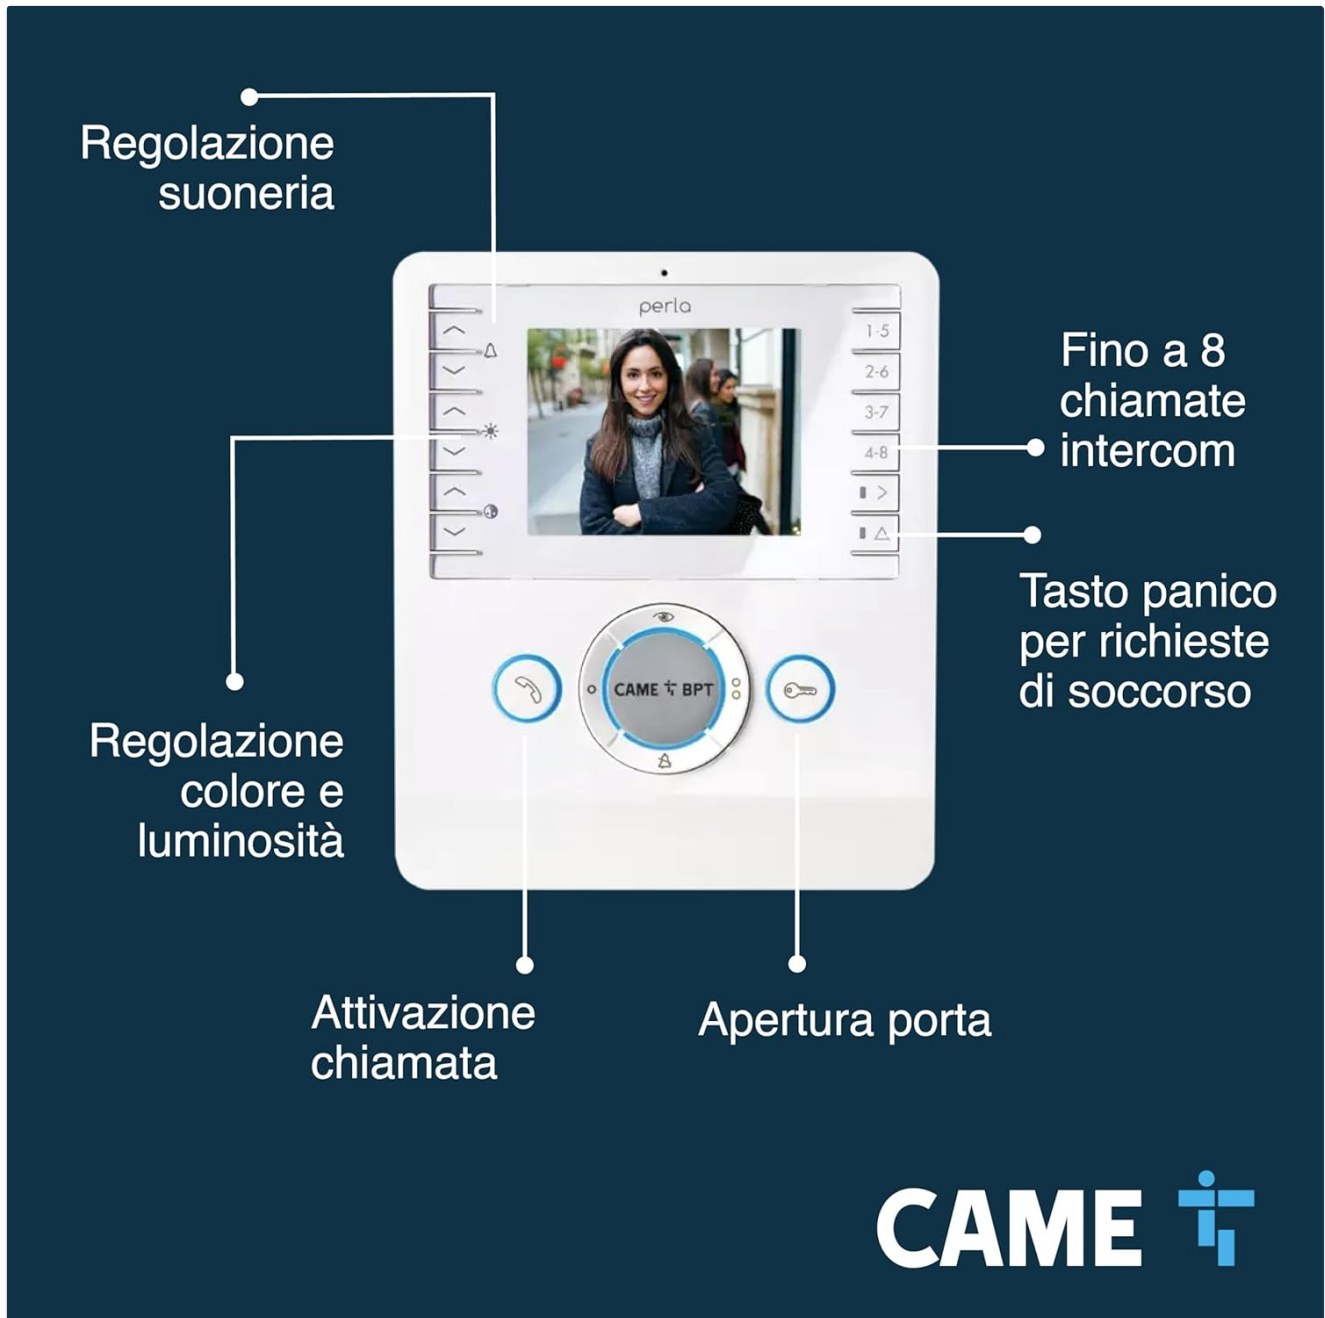 Regolazione
suoneria
perla
1-5
2-6
3-7
4-8
Fino a 8
chiamate
intercom
Tasto panico
per richieste
di soccorso
CAME BPT
Regolazione
colore e
luminosità
Attivazione
chiamata
Apertura porta
CAME